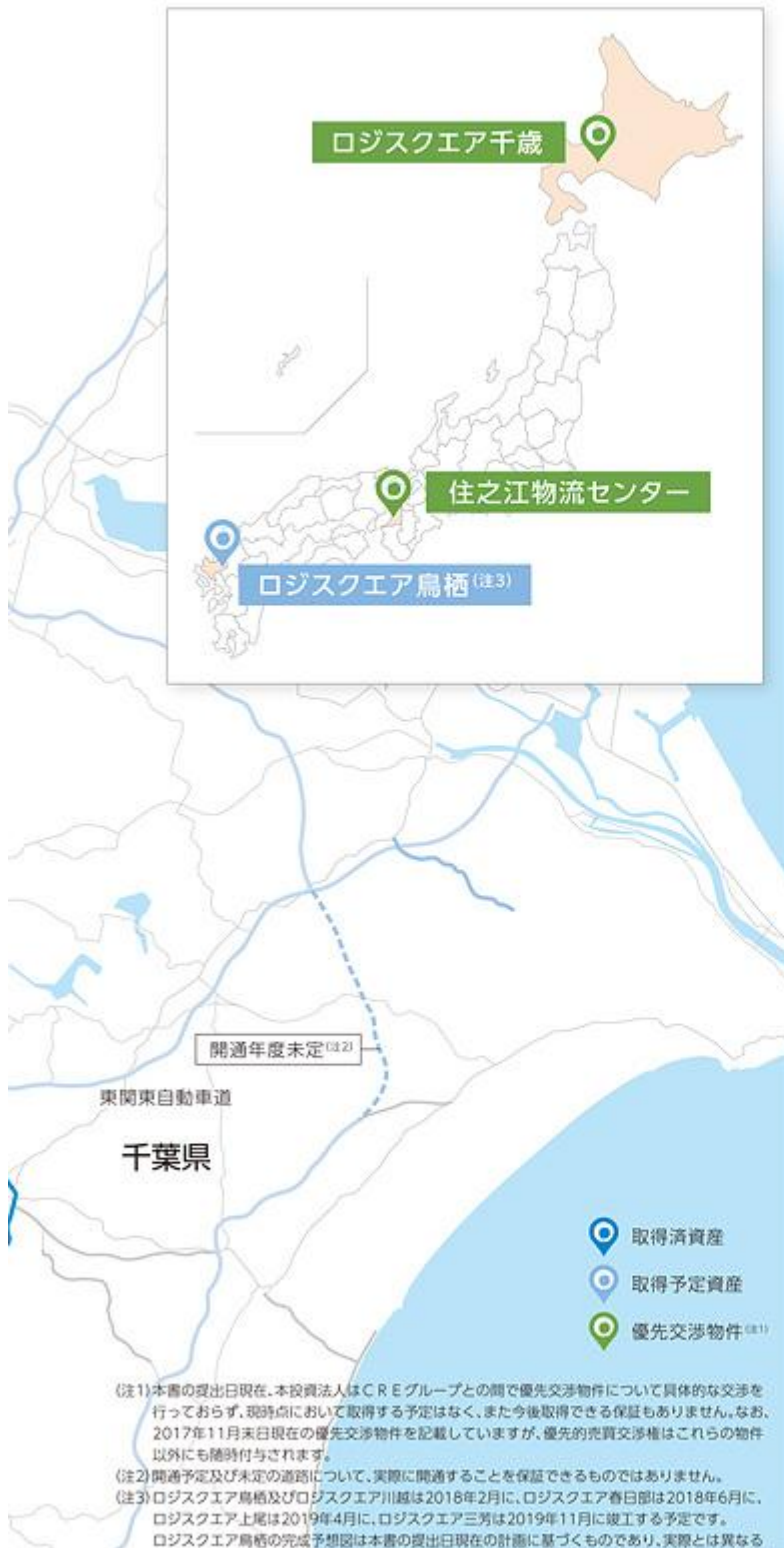 ロジスクエア千歳
住之江物流センター
ロジスクエア鳥栖(注3)
開通年度未定(注2)
東関東自動車道
千葉県
取得済資産
取得予定資産
優先交渉物件(注1)
(注1)本書の提出日現在、本投資法人はCREグループとの間で優先交渉物件について具体的な交渉を
行っておらず、現時点において取得する予定はなく、また今後取得できる保証もありません。なお、
2017年11月末日現在の優先交渉物件を記載していますが、優先的売買交渉権はこれらの物件
以外にも随時付与されます。
(注2)開通予定及び未定の道路について、実際に開通することを保証できるものではありません。
(注3)ロジスクエア鳥栖及びロジスクエア川越は2018年2月に、ロジスクエア春日部は2018年6月に、
ロジスクエア上尾は2019年4月に、ロジスクエア三芳は2019年11月に竣工する予定です。
ロジスクエア鳥栖の完成予想図は本書の提出日現在の計画に基づくものであり、実際とは異なる